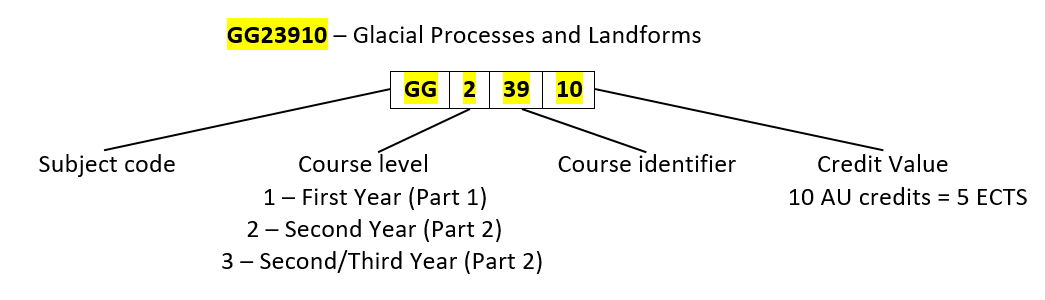 GG23910 – Glacial Processes and Landforms
GG 2 39 10
Subject code Course level Course identifier Credit Value
1 – First Year (Part 1) 10 AU credits = 5 ECTS
2 – Second Year (Part 2)
3 – Second/Third Year (Part 2)